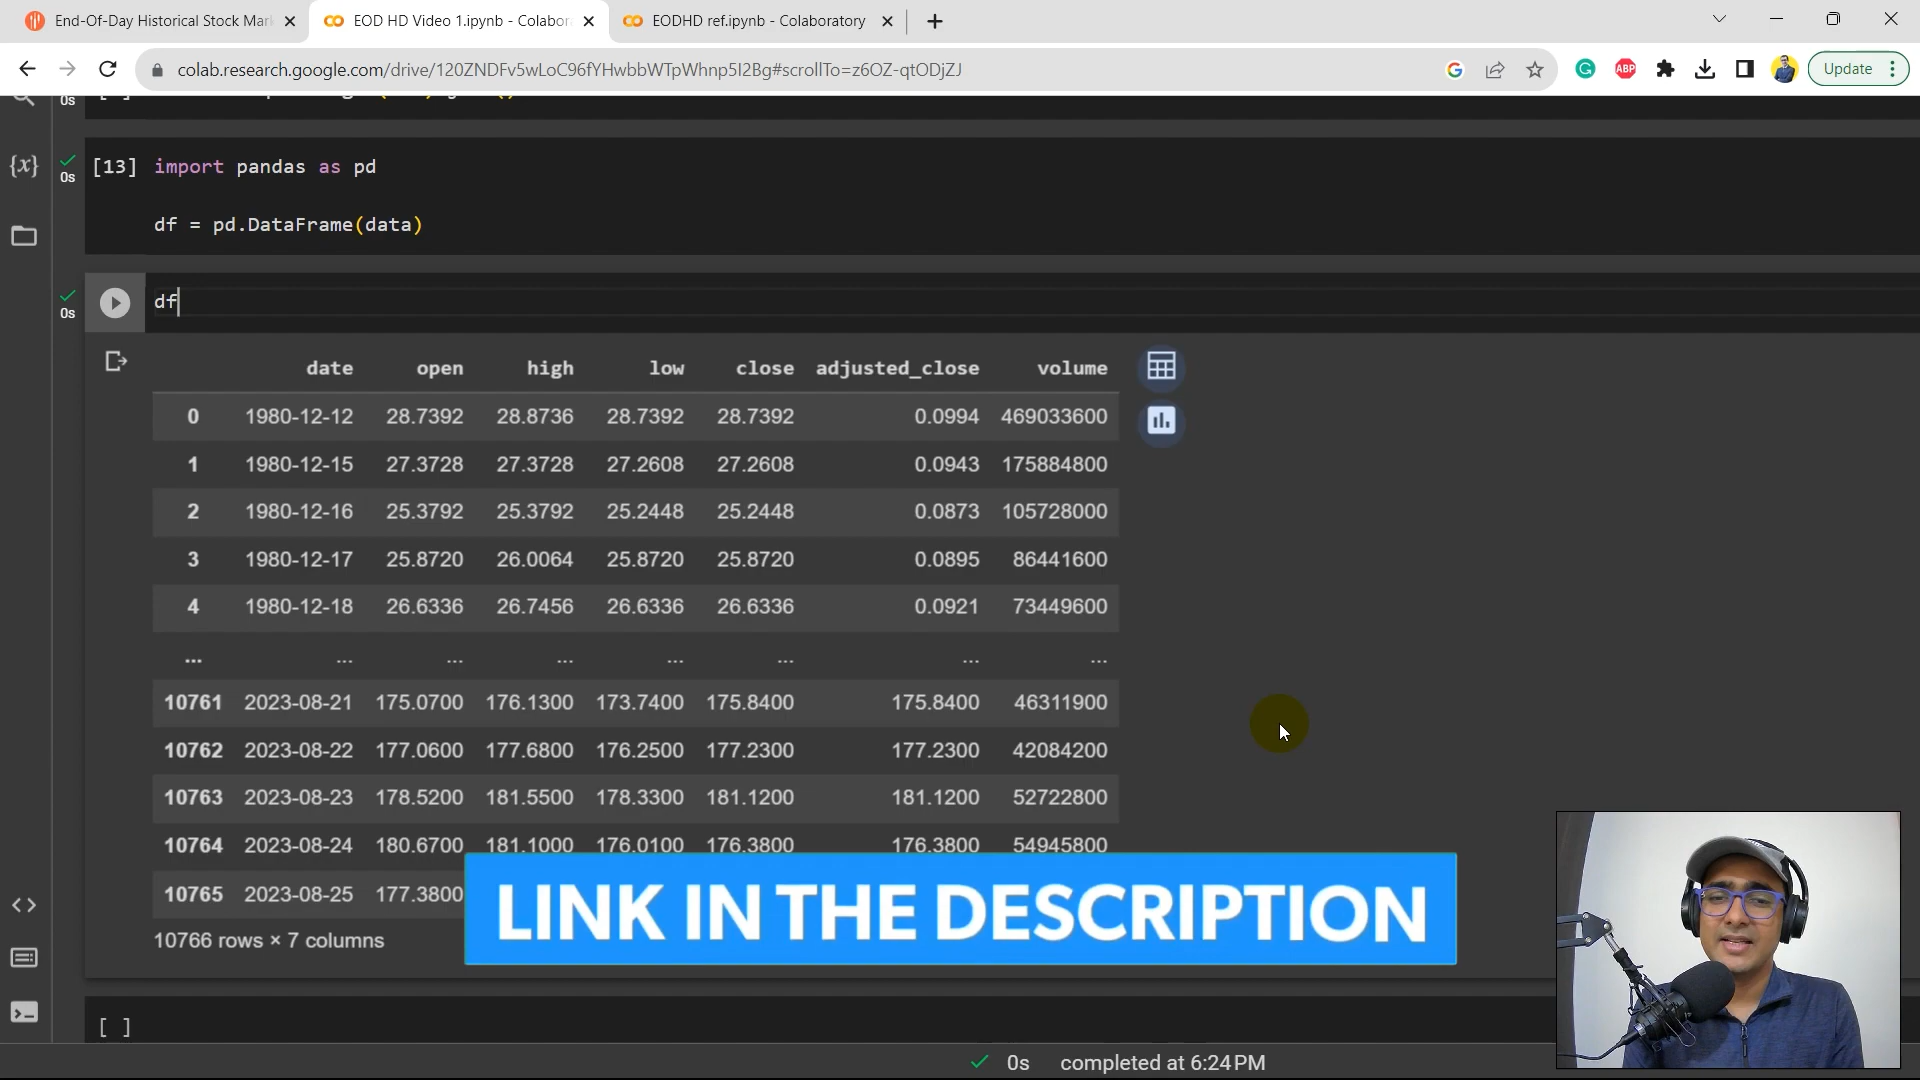 End-Of-Day Historical Stock Mar
EOD HD Video 1.ipynb - Colabor
EODHD ref.ipynb - Colaboratory
colab.research.google.com/drive/120ZNDFv5wLoC96fYHwbbWTpWhnp5I2Bg#scrollTo=z6OZ-qtODjZJ
ABP
Update
0s
{x}
0s
[13] import pandas as pd
df = pd.DataFrame(data)
0s
df
date open high low close adjusted_close volume
0 1980-12-12 28.7392 28.8736 28.7392 28.7392 0.0994 469033600
1 1980-12-15 27.3728 27.3728 27.2608 27.2608 0.0943 175884800
2 1980-12-16 25.3792 25.3792 25.2448 25.2448 0.0873 105728000
3 1980-12-17 25.8720 26.0064 25.8720 25.8720 0.0895 86441600
4 1980-12-18 26.6336 26.7456 26.6336 26.6336 0.0921 73449600
... ... ... ... ... ... ... ...
10761 2023-08-21 175.0700 176.1300 173.7400 175.8400 175.8400 46311900
10762 2023-08-22 177.0600 177.6800 176.2500 177.2300 177.2300 42084200
10763 2023-08-23 178.5200 181.5500 178.3300 181.1200 181.1200 52722800
10764 2023-08-24 180.6700 181.1000 176.0100 176.3800 176.3800 54945800
10765 2023-08-25 177.3800
10766 rows × 7 columns
LINK IN THE DESCRIPTION
[ ]
0s completed at 6:24 PM